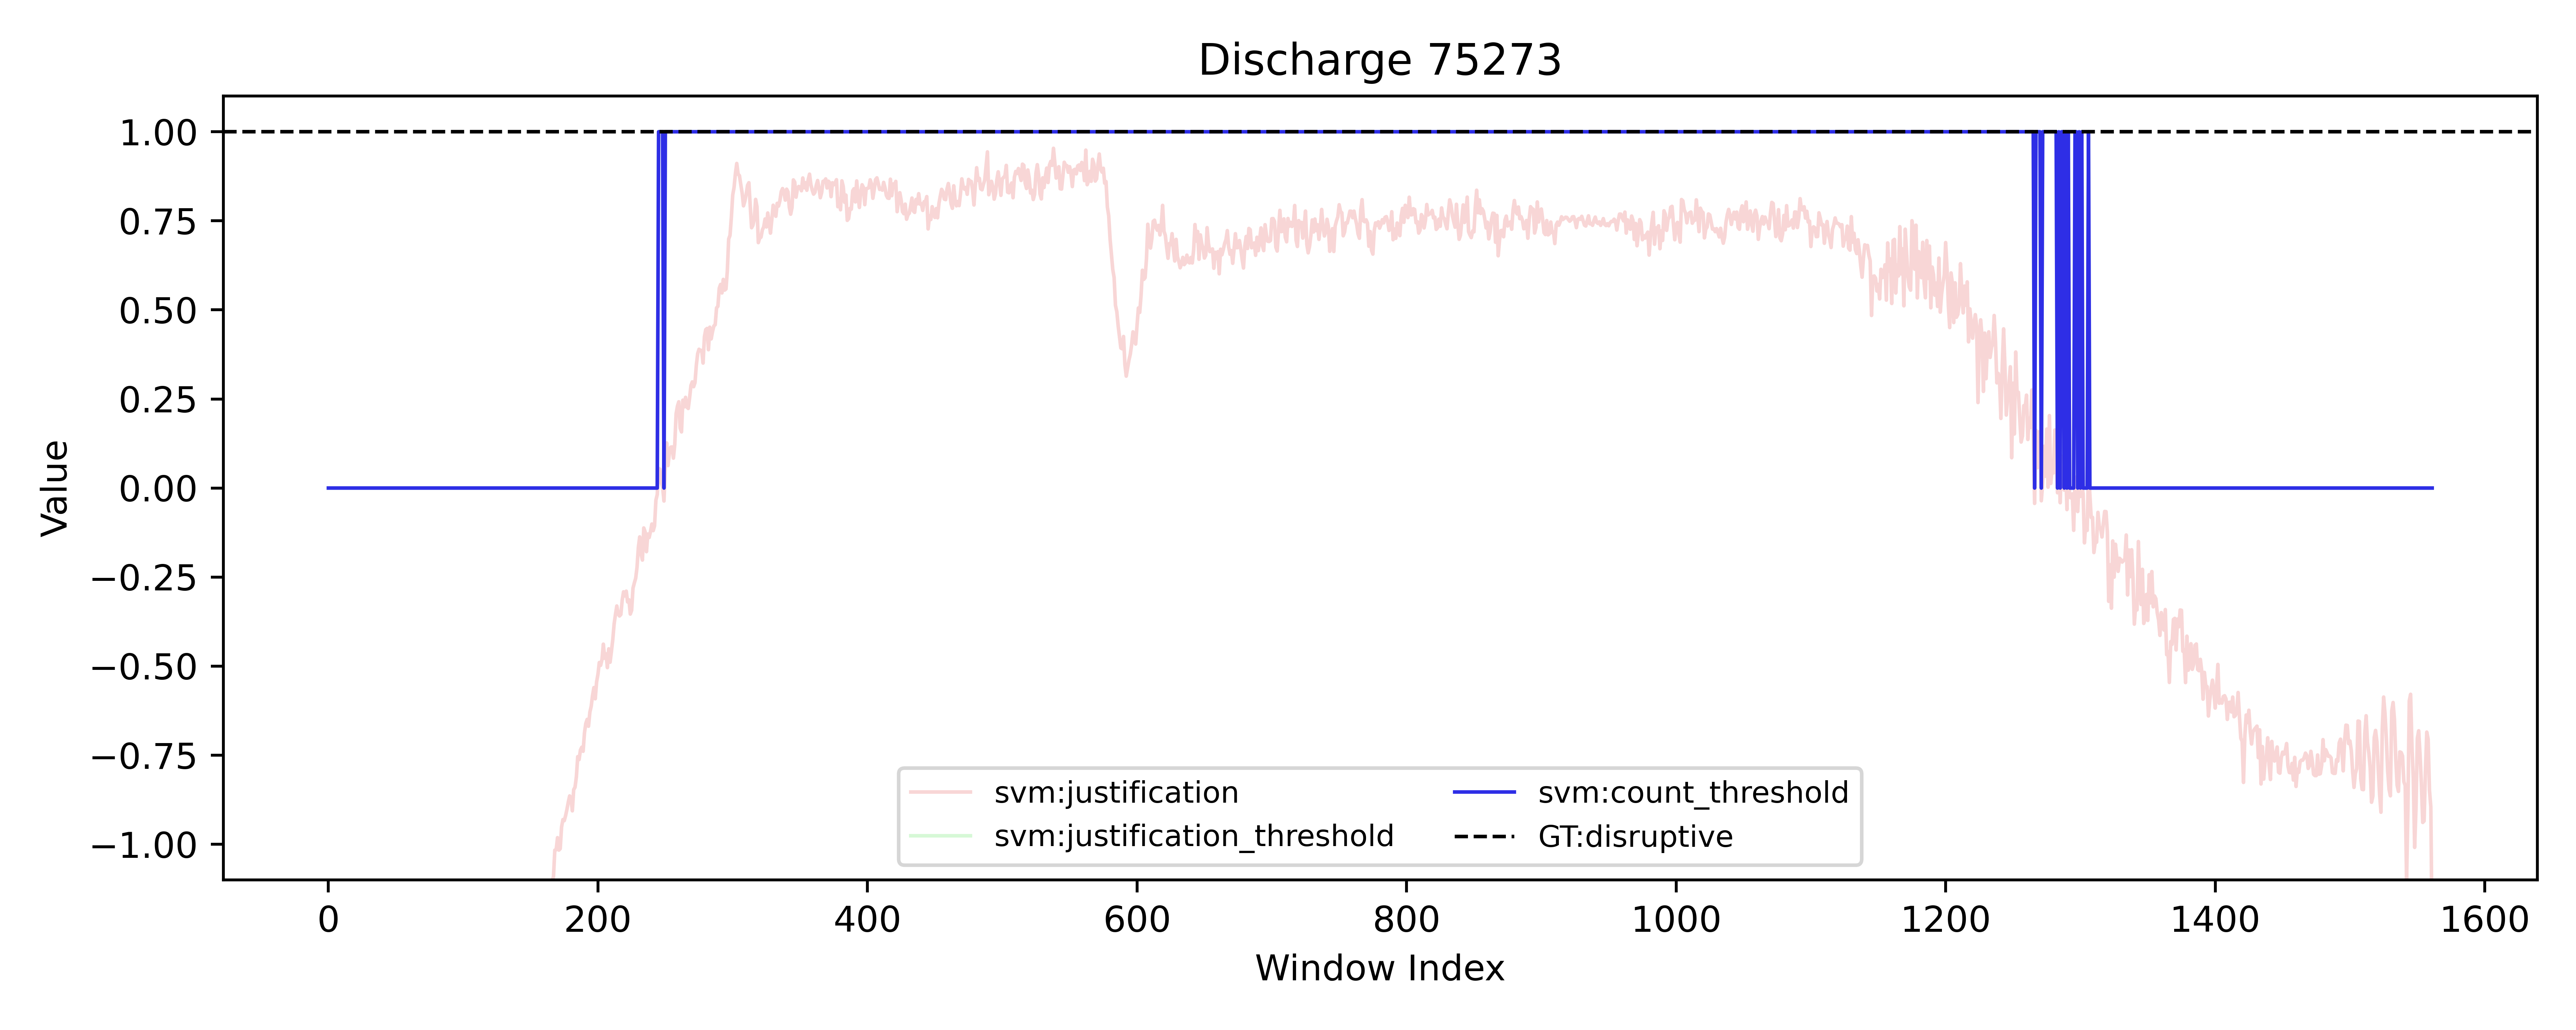 Discharge 75273
1.00
0.75
0.50
0.25
0.00
−0.25
−0.50
−0.75
−1.00
Value
svm:justification
svm:justification_threshold
svm:count_threshold
GT:disruptive
0 200 400 600 800 1000 1200 1400 1600
Window Index